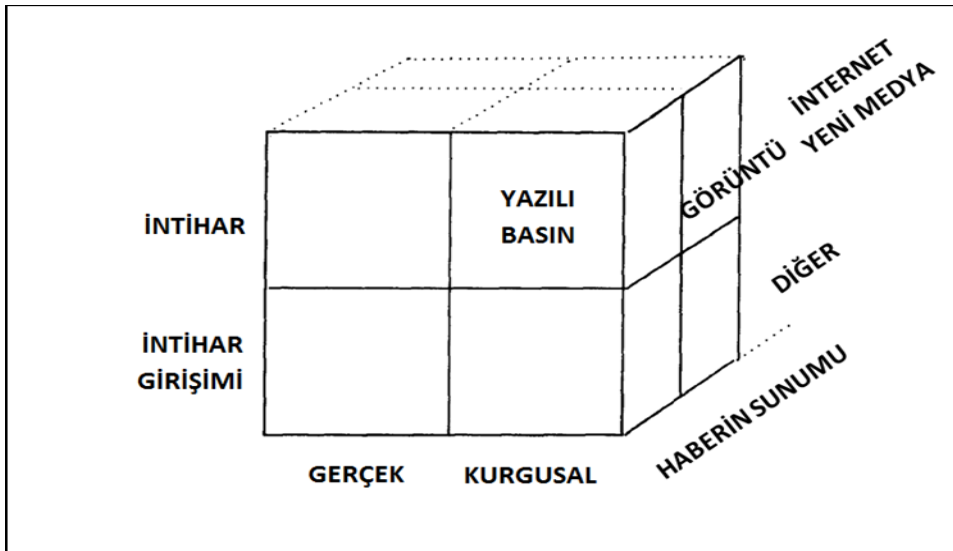 İNTERNET
YENİ MEDYA
GÖRÜNTÜ
YAZILI
BASIN
İNTİHAR
DİĞER
İNTİHAR
GİRİŞİMİ
HABERİN SUNUMU
GERÇEK
KURGUSAL